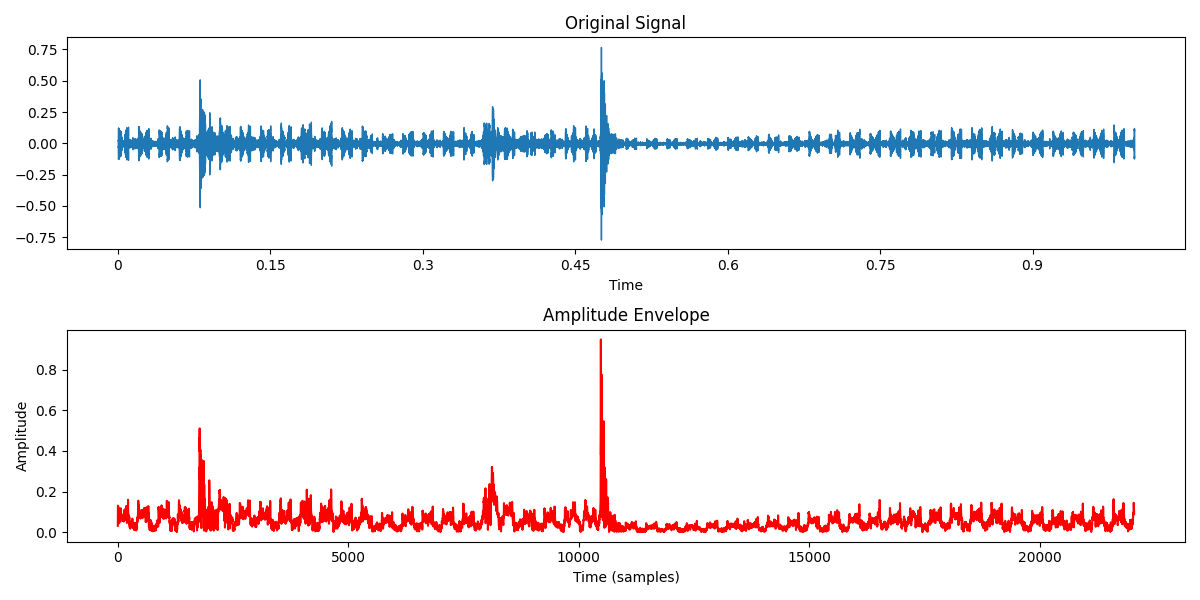 Original Signal
0.75
0.50
0.25
0.00
−0.25
−0.50
−0.75
0 0.15 0.3 0.45 0.6 0.75 0.9
Time
Amplitude Envelope
Amplitude
0.8
0.6
0.4
0.2
0.0
0 5000 10000 15000 20000
Time (samples)